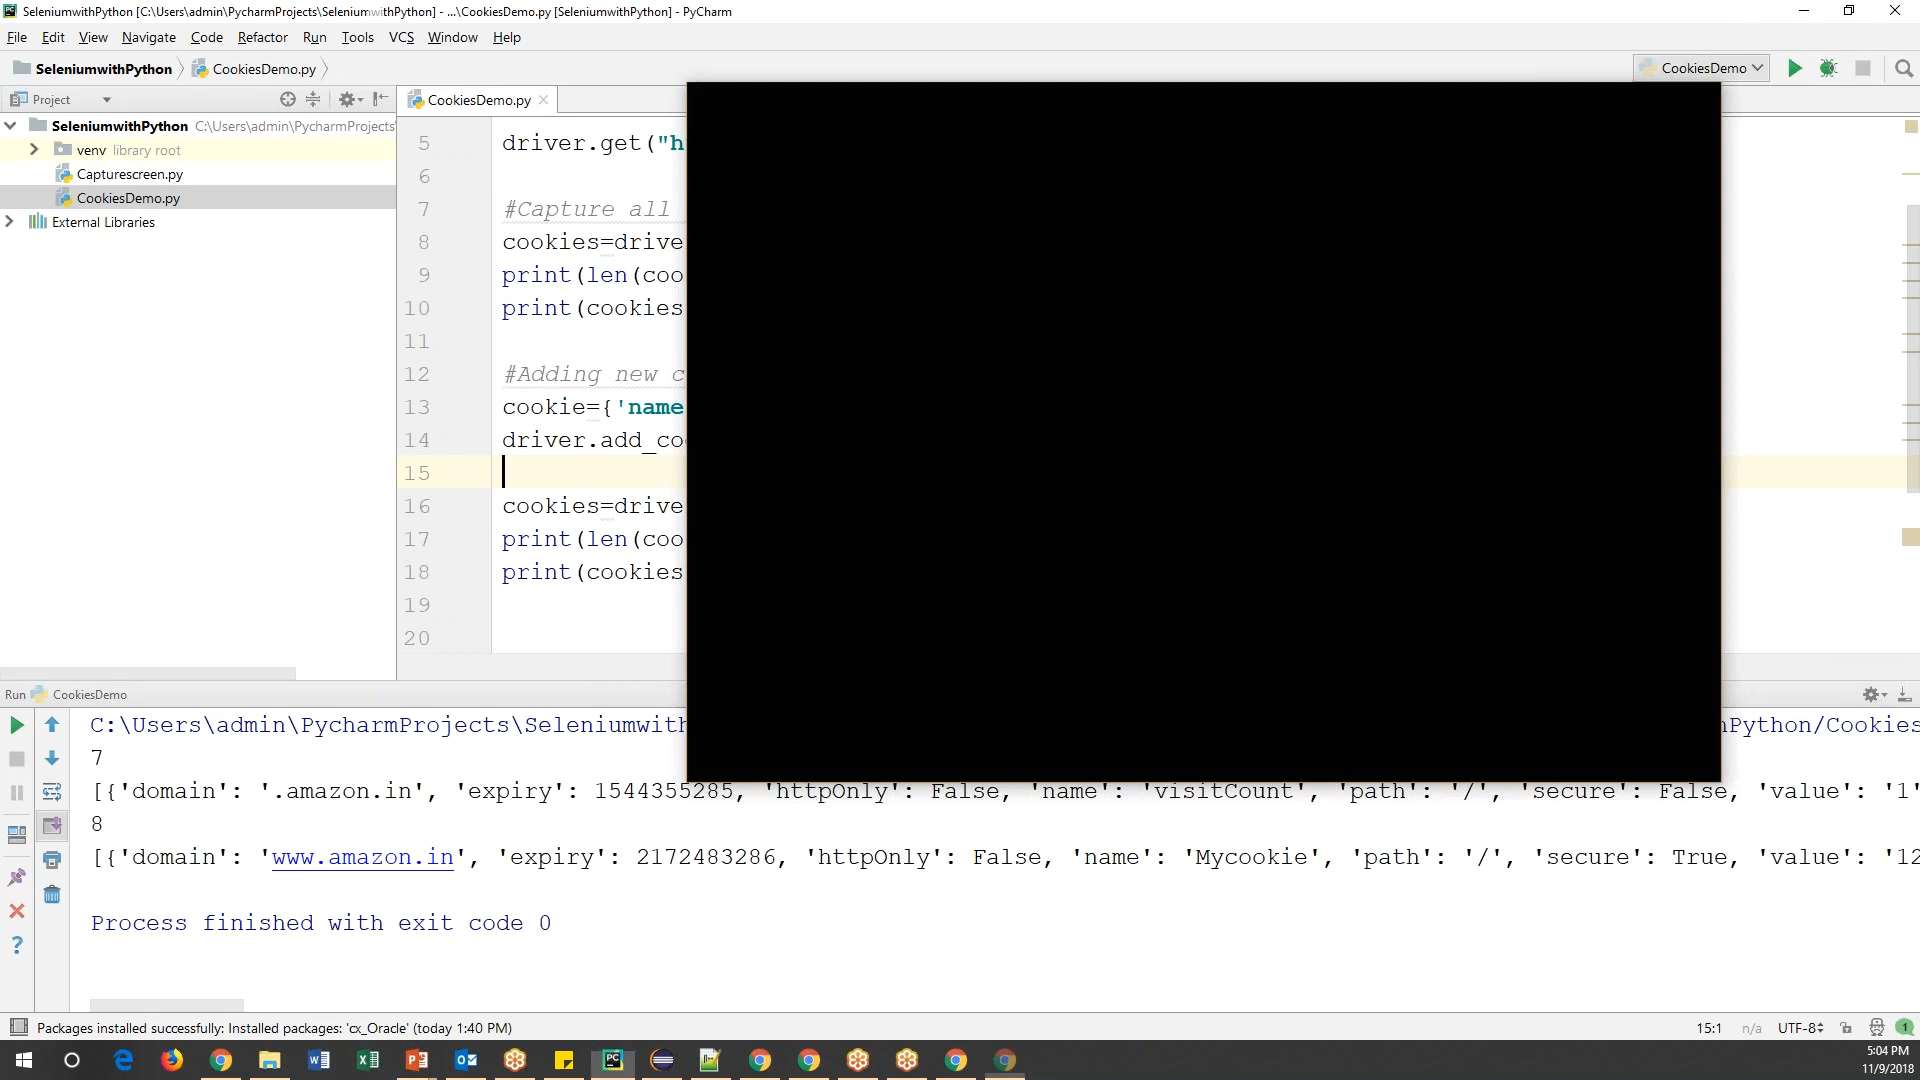 SeleniumwithPython [C:\Users\admin\PycharmProjects\SeleniumwithPython] - ...\CookiesDemo.py [SeleniumwithPython] - PyCharm
File Edit View Navigate Code Refactor Run Tools VCS Window Help
SeleniumwithPython CookiesDemo.py CookiesDemo
Project CookiesDemo.py
SeleniumwithPython C:\Users\admin\PycharmProjects
venv library root
Capturescreen.py
CookiesDemo.py
External Libraries
5 driver.get("h
6
7 #Capture all
8 cookies=drive
9 print(len(coo
10 print(cookies
11
12 #Adding new c
13 cookie={'name
14 driver.add_co
15
16 cookies=drive
17 print(len(coo
18 print(cookies
19
20
Run CookiesDemo
C:\Users\admin\PycharmProjects\Seleniumwith Python/Cookies
7
[{'domain': '.amazon.in', 'expiry': 1544355285, 'httpOnly': False, 'name': 'visitCount', 'path': '/', 'secure': False, 'value': '1'
8
[{'domain': 'www.amazon.in', 'expiry': 2172483286, 'httpOnly': False, 'name': 'Mycookie', 'path': '/', 'secure': True, 'value': '12
Process finished with exit code 0
Packages installed successfully: Installed packages: 'cx_Oracle' (today 1:40 PM) 15:1 n/a UTF-8 1
5:04 PM
11/9/2018